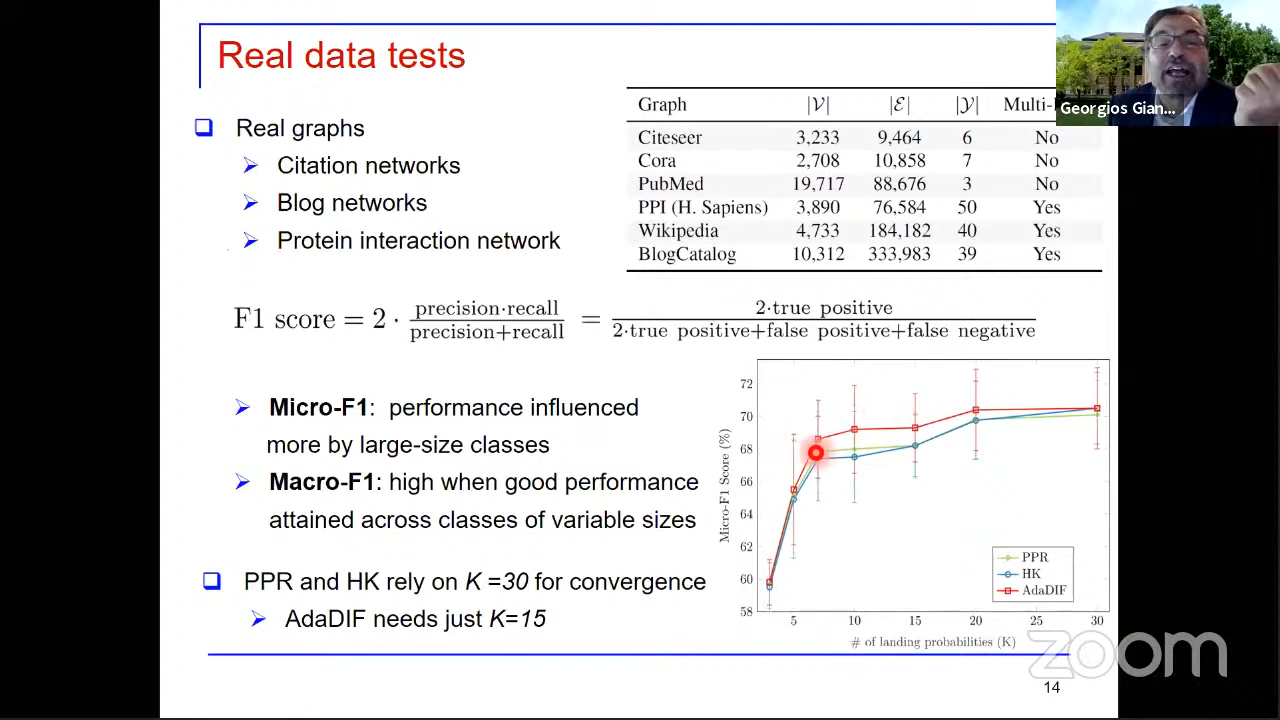 Real data tests
Georgios Gian...
Graph |V| |E| |Y|
Citeseer 3,233 9,464 6 No
Cora 2,708 10,858 7 No
PubMed 19,717 88,676 3 No
PPI (H. Sapiens) 3,890 76,584 50 Yes
Wikipedia 4,733 184,182 40 Yes
BlogCatalog 10,312 333,983 39 Yes
❑ Real graphs
➢ Citation networks
➢ Blog networks
➢ Protein interaction network
F1 score = 2 · precision·recall / precision+recall = 2·true positive / 2·true positive+false positive+false negative
➢ Micro-F1: performance influenced
more by large-size classes
➢ Macro-F1: high when good performance
attained across classes of variable sizes
❑ PPR and HK rely on K =30 for convergence
➢ AdaDIF needs just K=15
Micro-F1 Score (%)
72
70
68
66
64
62
60
58
PPR
HK
AdaDIF
5 10 15 20 25 30
# of landing probabilities (K)
zoom
14